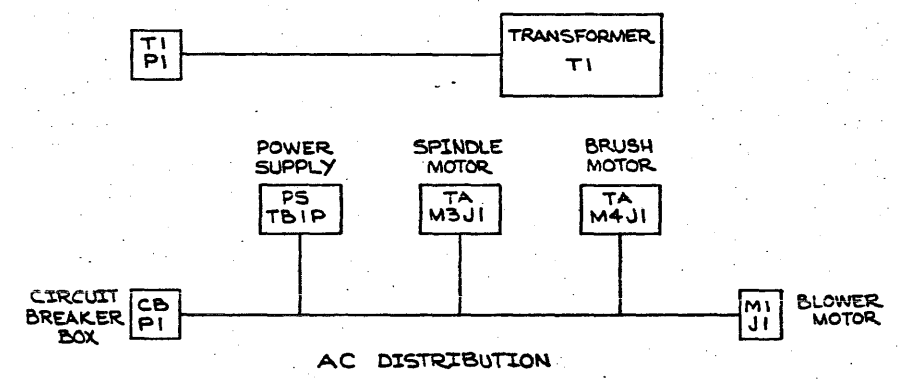 T1
P1
TRANSFORMER
T1
POWER
SUPPLY
SPINDLE
MOTOR
BRUSH
MOTOR
PS
TB1P
TA
M3J1
TA
M4J1
CIRCUIT
BREAKER
BOX
CB
P1
M1
J1
BLOWER
MOTOR
AC DISTRIBUTION